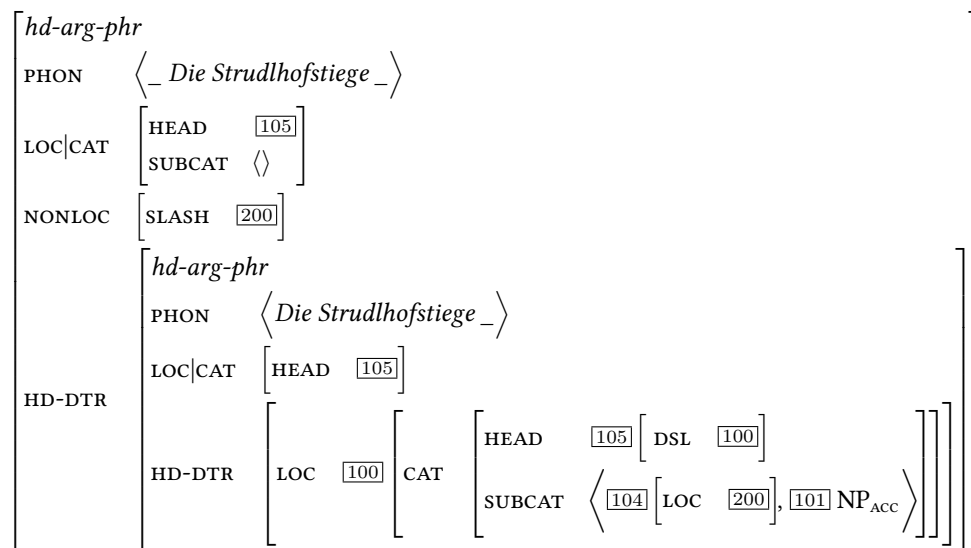 hd-arg-phr
PHON ⟨_ Die Strudlhofstiege _⟩
LOC|CAT [HEAD 105
SUBCAT ⟨⟩]
NONLOC [SLASH 200]
hd-arg-phr
PHON ⟨Die Strudlhofstiege _⟩
LOC|CAT [HEAD 105]
HD-DTR
HD-DTR [LOC 100 [CAT [HEAD 105 [DSL 100]
SUBCAT ⟨104 [LOC 200], 101 NP_ACC⟩]]]